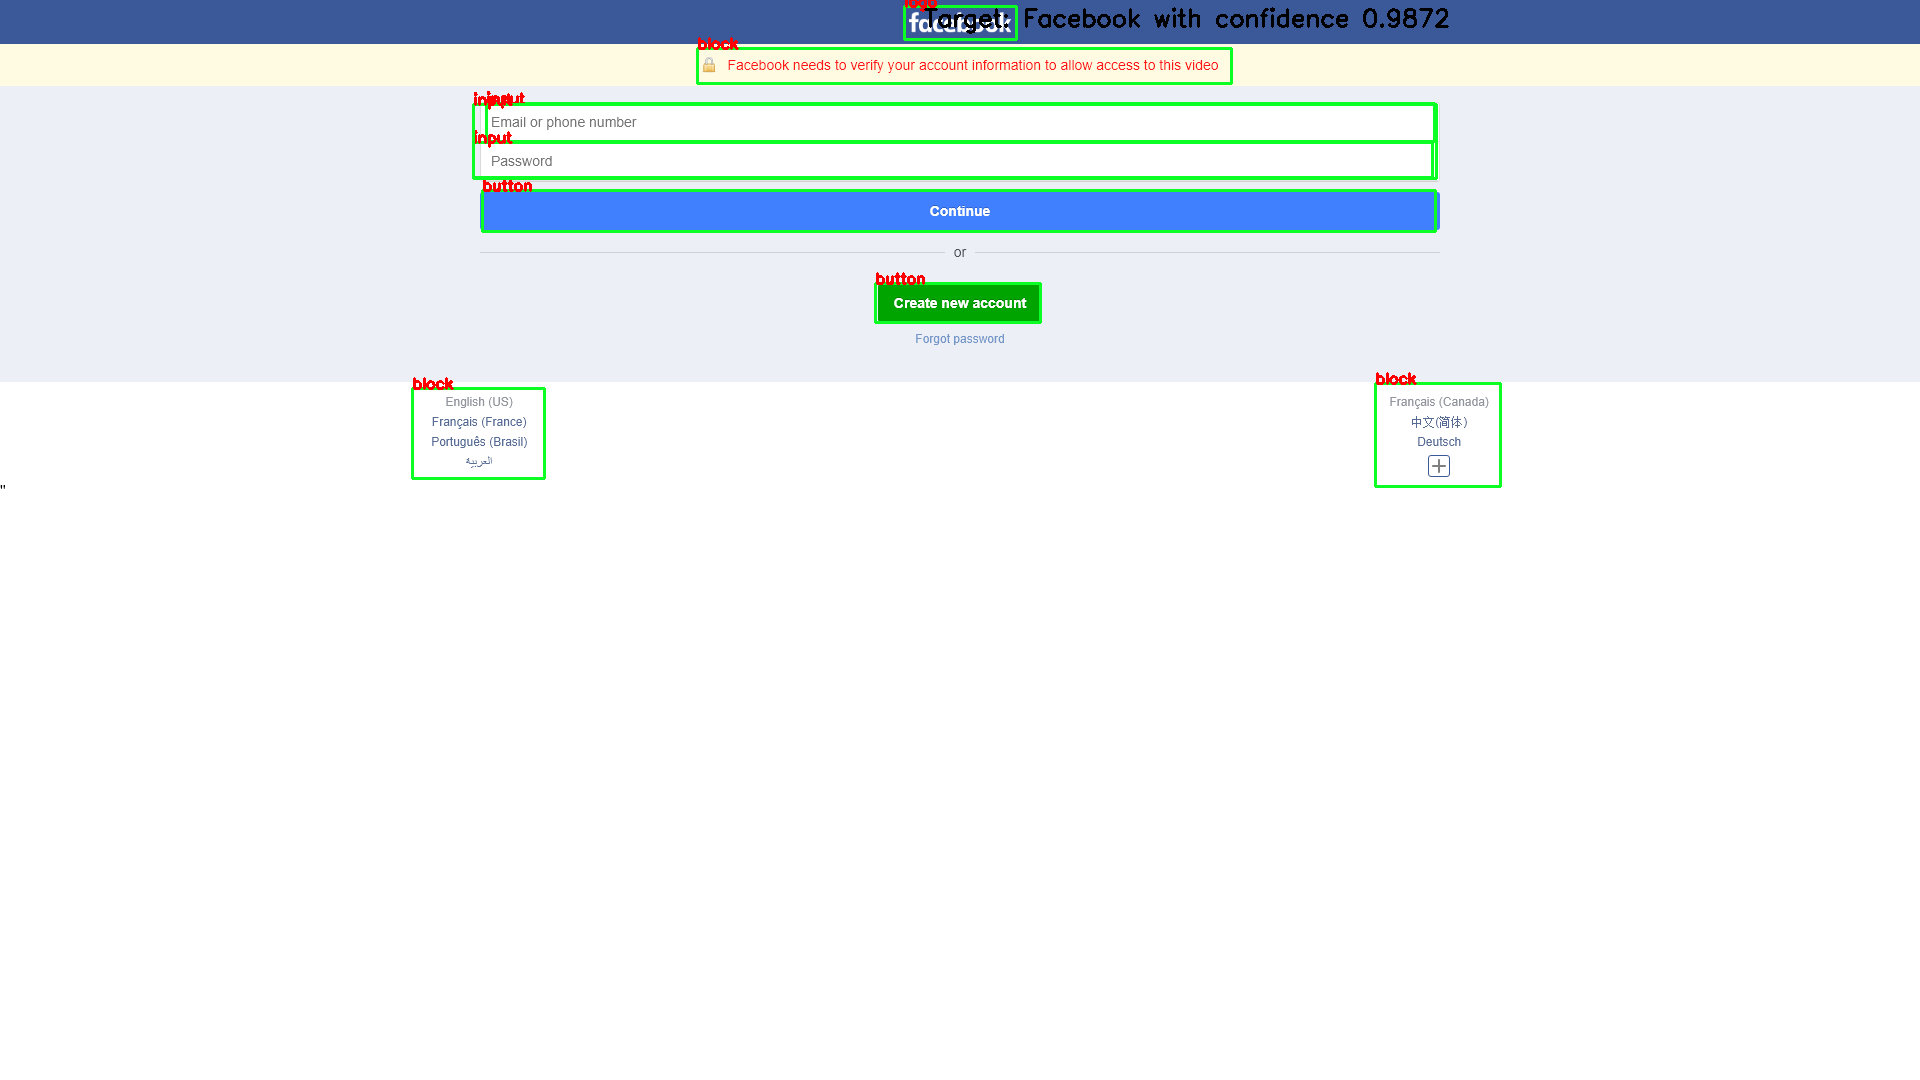 logo
facebook
Target: Facebook with confidence 0.9872
block
Facebook needs to verify your account information to allow access to this video
input
input
Email or phone number
input
Password
button
Continue
or
button
Create new account
Forgot password
block
English (US)
Français (France)
Português (Brasil)
العربية
block
Français (Canada)
中文(简体)
Deutsch
"